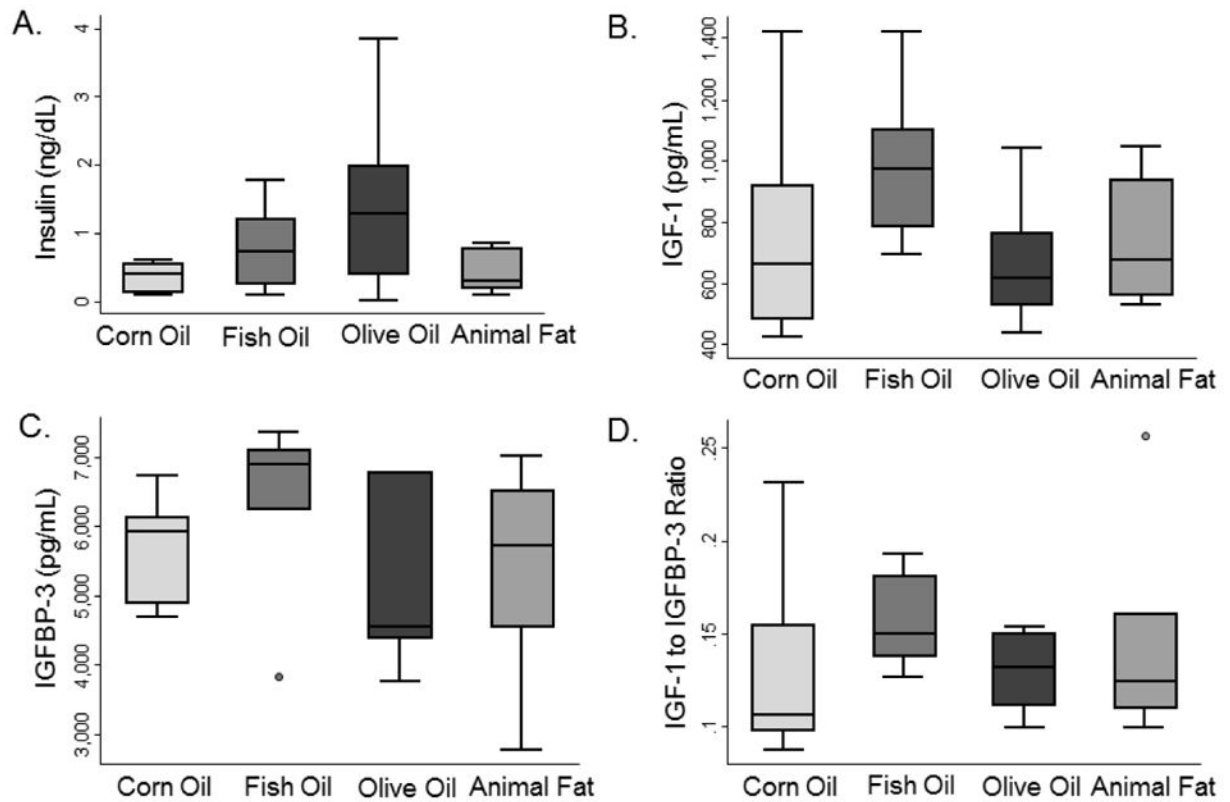 A.
Insulin (ng/dL)
4
3
2
1
0
Corn Oil Fish Oil Olive Oil Animal Fat
B.
IGF-1 (pg/mL)
1,400
1,200
1,000
800
600
400
Corn Oil Fish Oil Olive Oil Animal Fat
C.
IGFBP-3 (pg/mL)
7,000
6,000
5,000
4,000
3,000
Corn Oil Fish Oil Olive Oil Animal Fat
D.
IGF-1 to IGFBP-3 Ratio
.25
.2
.15
.1
Corn Oil Fish Oil Olive Oil Animal Fat